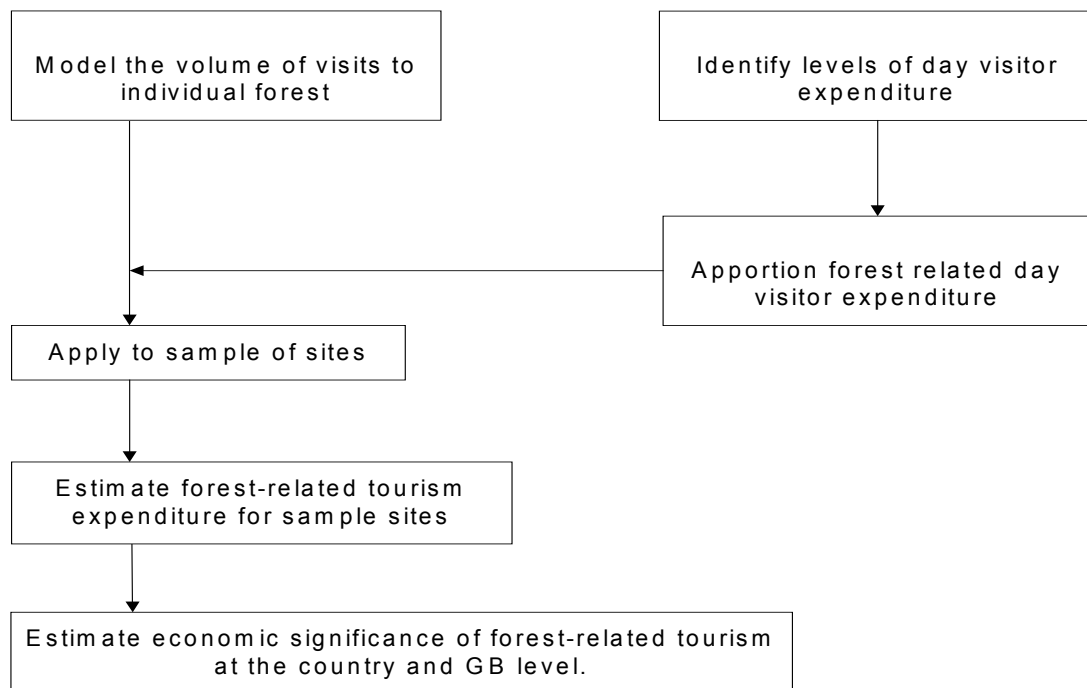 Model the volume of visits to
individual forest
Identify levels of day visitor
expenditure
Apportion forest related day
visitor expenditure
Apply to sample of sites
Estimate forest-related tourism
expenditure for sample sites
Estimate economic significance of forest-related tourism
at the country and GB level.